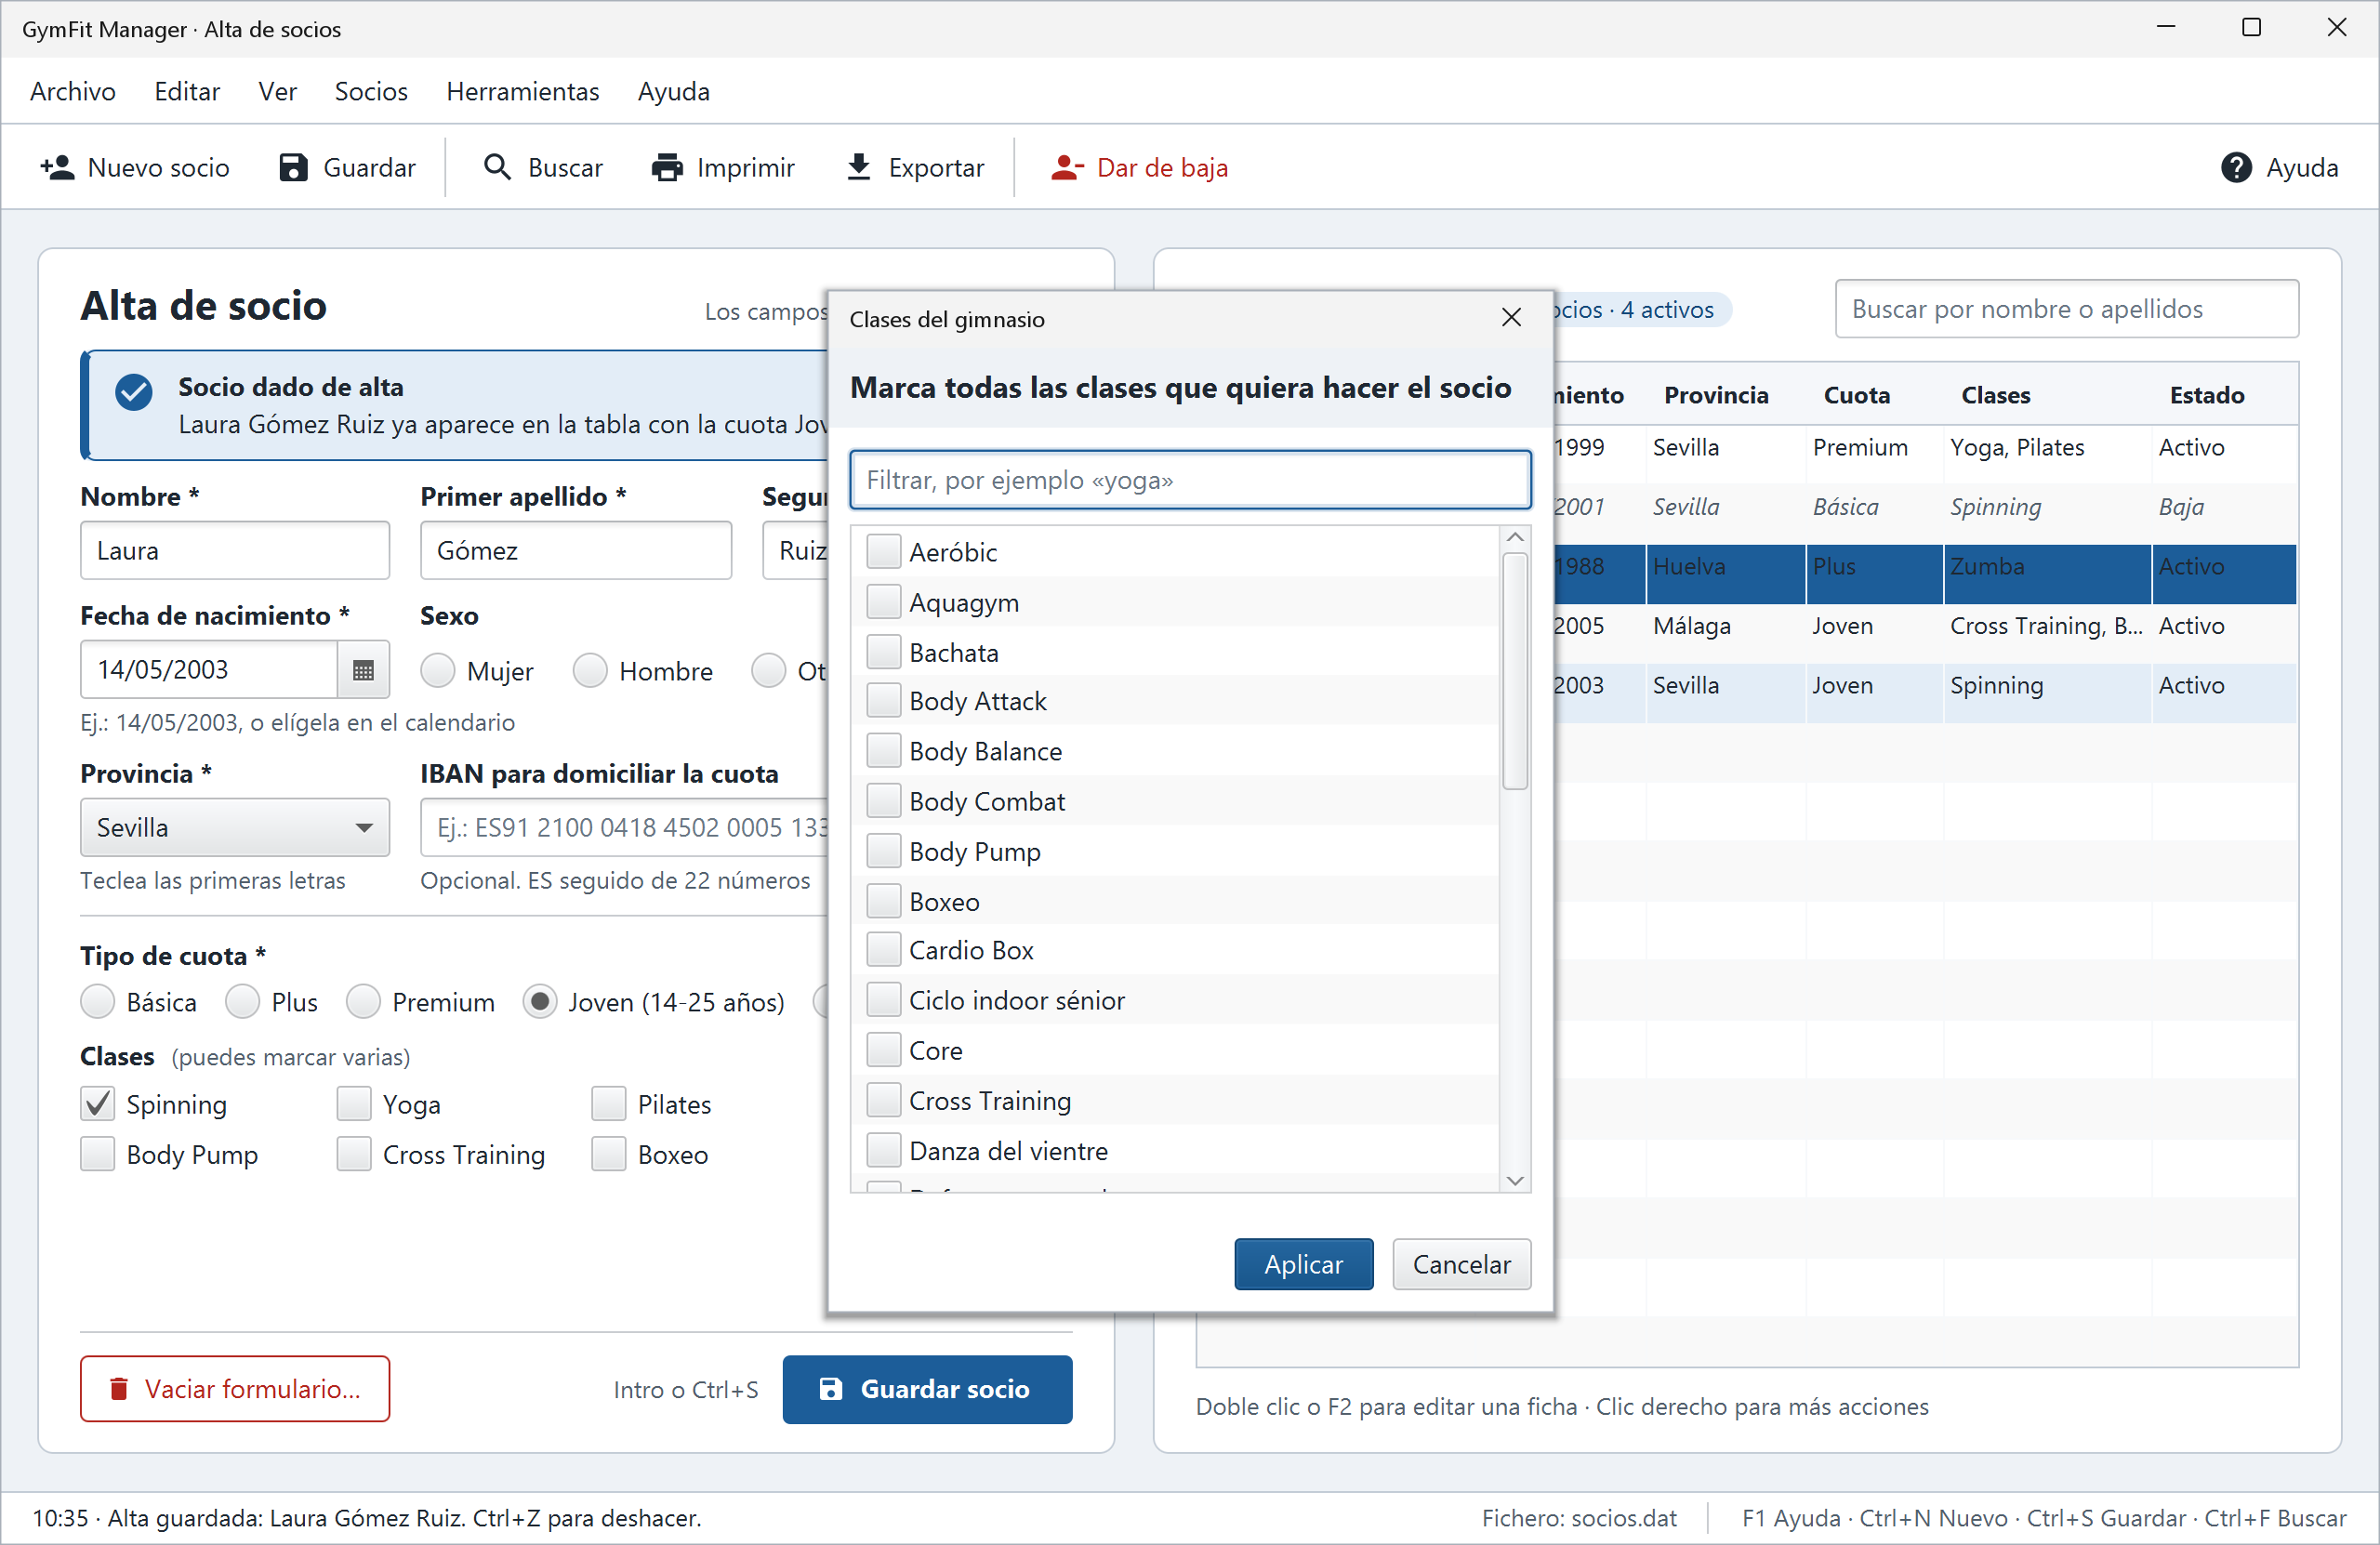 GymFit Manager · Alta de socios
Archivo Editar Ver Socios Herramientas Ayuda
Nuevo socio Guardar Buscar Imprimir Exportar Dar de baja Ayuda
Alta de socio
Los campos
Socio dado de alta
Laura Gómez Ruiz ya aparece en la tabla con la cuota
Nombre * Primer apellido *
Laura Gómez Ruiz
Fecha de nacimiento * Sexo
14/05/2003 Mujer Hombre
Ej.: 14/05/2003, o elígela en el calendario
Provincia * IBAN para domiciliar la cuota
Sevilla Ej.: ES91 2100 0418 4502 0005 133
Teclea las primeras letras Opcional. ES seguido de 22 números
Tipo de cuota *
Básica Plus Premium Joven (14-25 años)
Clases (puedes marcar varias)
Spinning Yoga Pilates
Body Pump Cross Training Boxeo
Vaciar formulario... Intro o Ctrl+S Guardar socio
Clases del gimnasio
Marca todas las clases que quiera hacer el socio
Filtrar, por ejemplo «yoga»
Aeróbic
Aquagym
Bachata
Body Attack
Body Balance
Body Combat
Body Pump
Boxeo
Cardio Box
Ciclo indoor sénior
Core
Cross Training
Danza del vientre
Aplicar Cancelar
· 4 activos
Buscar por nombre o apellidos
Provincia Cuota Clases Estado
1999 Sevilla Premium Yoga, Pilates Activo
2001 Sevilla Básica Spinning Baja
1988 Huelva Plus Zumba Activo
2005 Málaga Joven Cross Training, B... Activo
2003 Sevilla Joven Spinning Activo
Doble clic o F2 para editar una ficha · Clic derecho para más acciones
10:35 · Alta guardada: Laura Gómez Ruiz. Ctrl+Z para deshacer.
Fichero: socios.dat
F1 Ayuda · Ctrl+N Nuevo · Ctrl+S Guardar · Ctrl+F Buscar